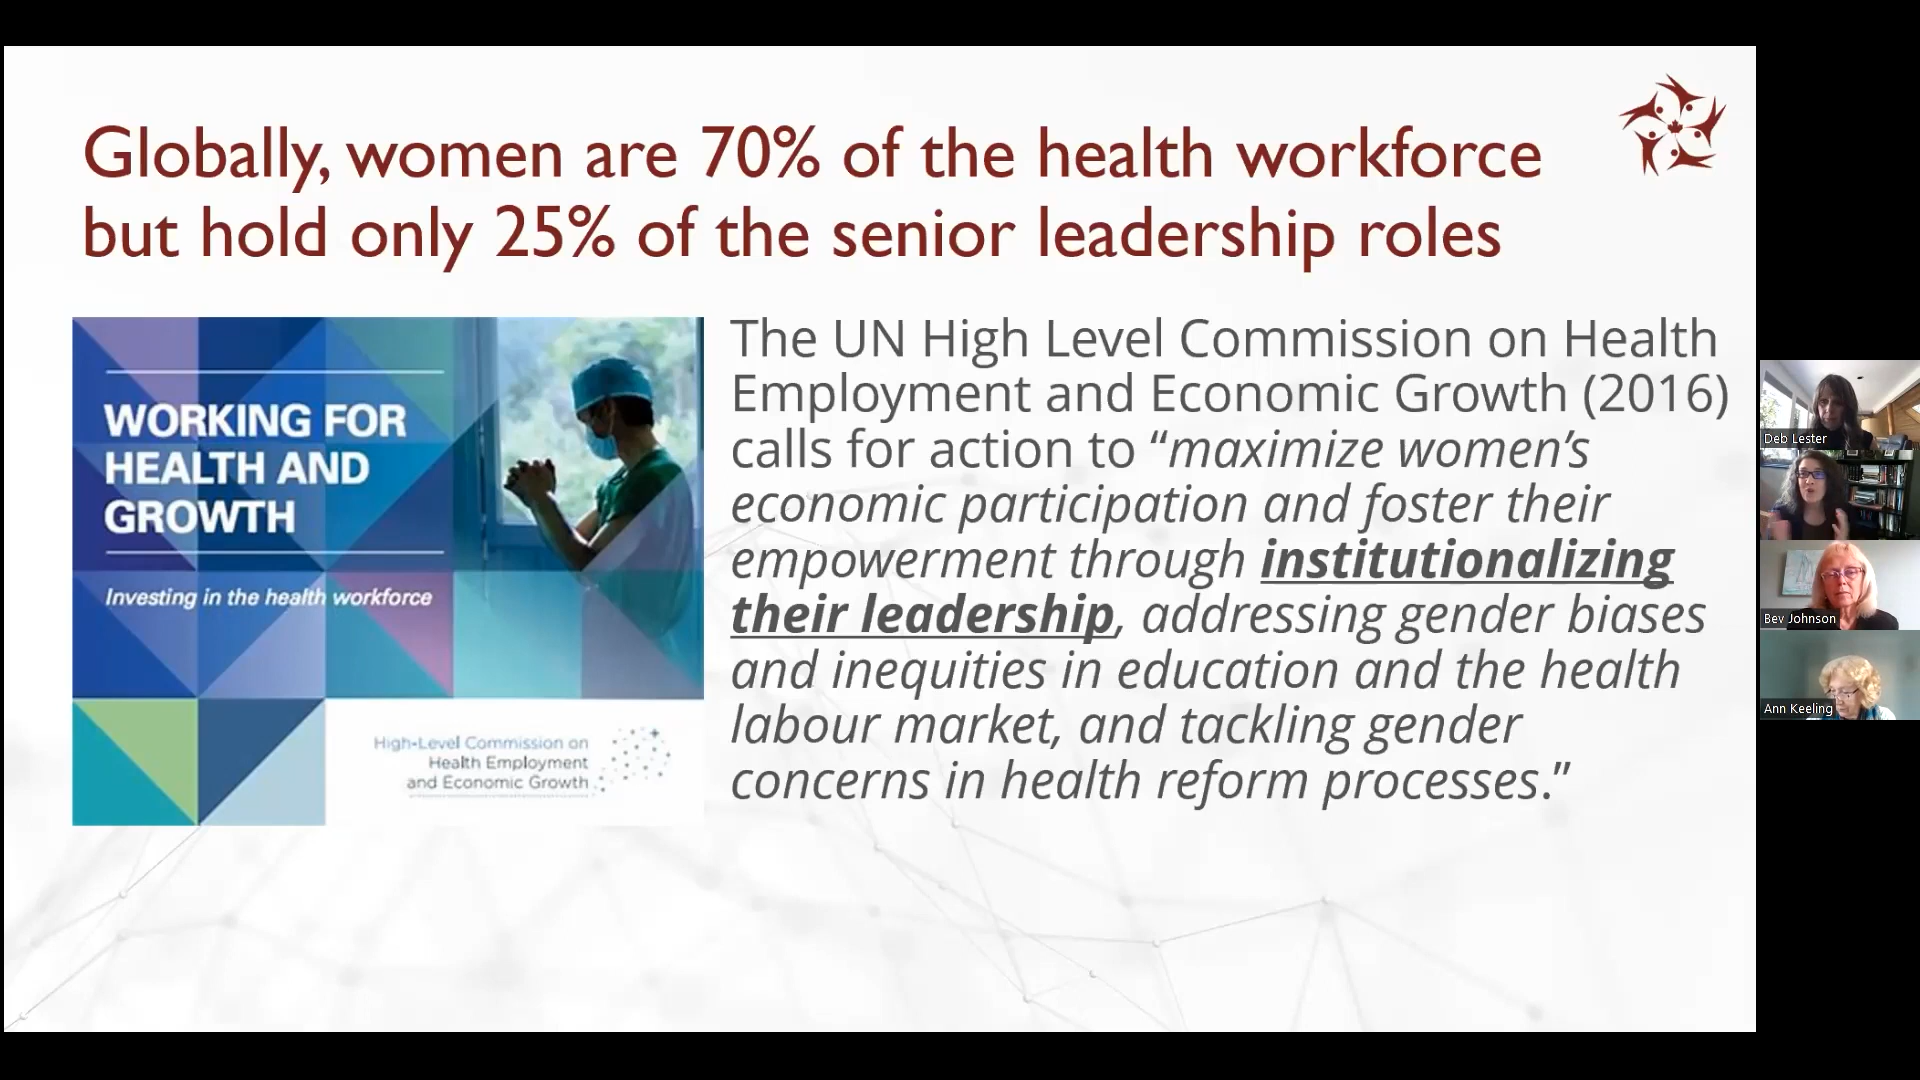 Globally, women are 70% of the health workforce
but hold only 25% of the senior leadership roles
WORKING FOR
HEALTH AND
GROWTH
Investing in the health workforce
High-Level Commission on
Health Employment
and Economic Growth
The UN High Level Commission on Health
Employment and Economic Growth (2016)
calls for action to “maximize women’s
economic participation and foster their
empowerment through institutionalizing
their leadership, addressing gender biases
and inequities in education and the health
labour market, and tackling gender
concerns in health reform processes.”
Deb Lester
Bev Johnson
Ann Keeling